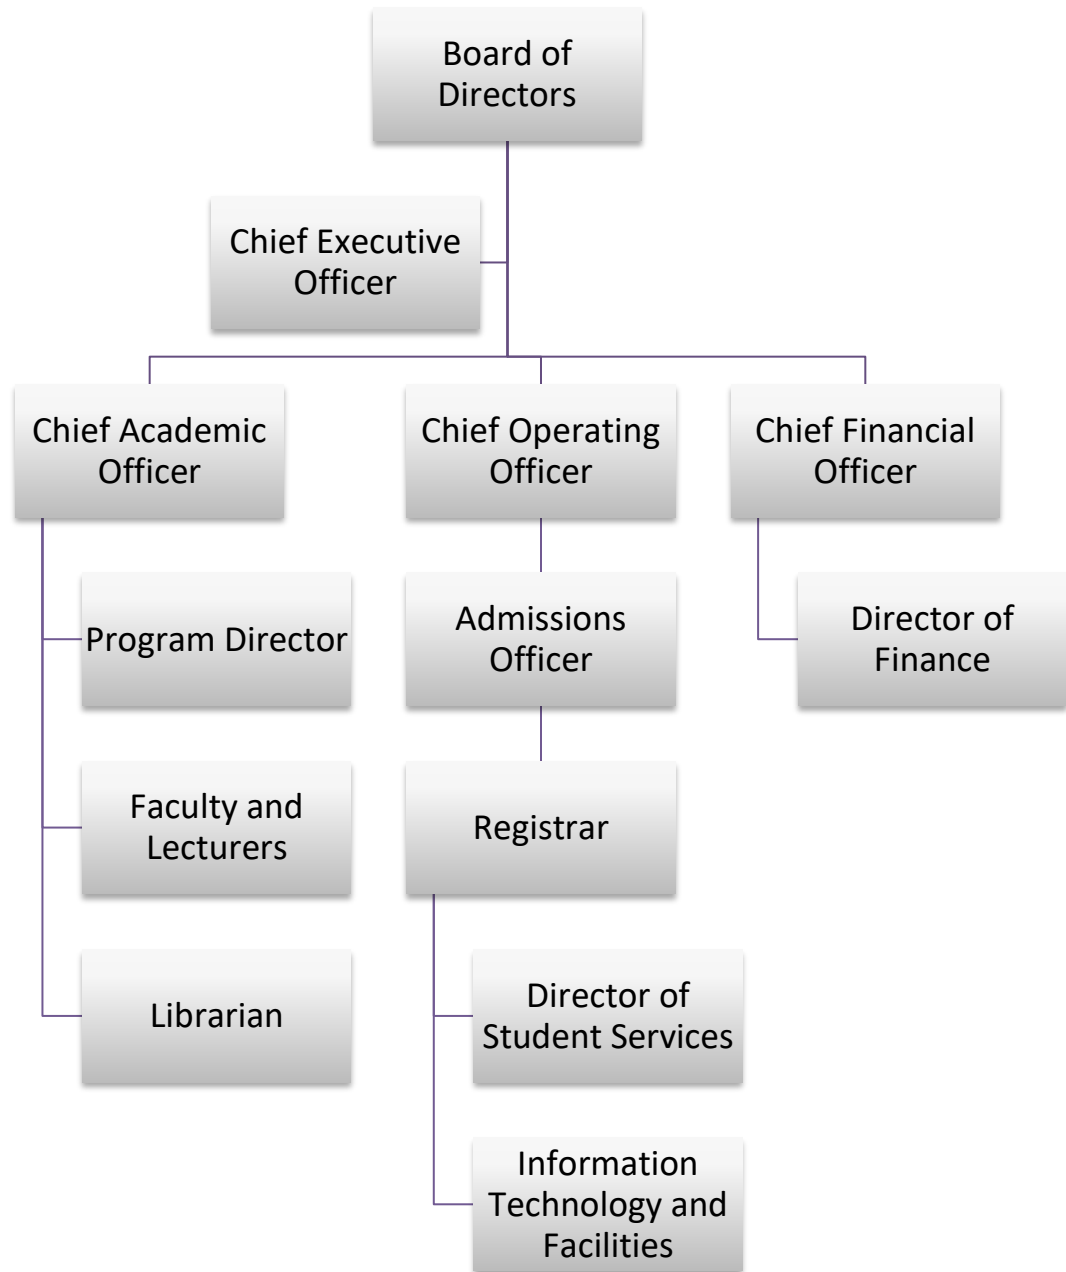 Board of
Directors
Chief Executive
Officer
Chief Academic
Officer
Chief Operating
Officer
Chief Financial
Officer
Program Director
Admissions
Officer
Director of
Finance
Faculty and
Lecturers
Registrar
Librarian
Director of
Student Services
Information
Technology and
Facilities